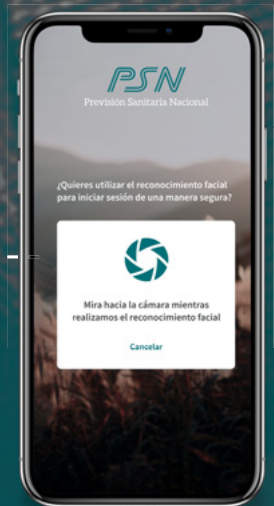 PSN
Previsión Sanitaria Nacional
¿Quieres utilizar el reconocimiento facial
para iniciar sesión de una manera segura?
Mira hacia la cámara mientras
realizamos el reconocimiento facial
Cancelar